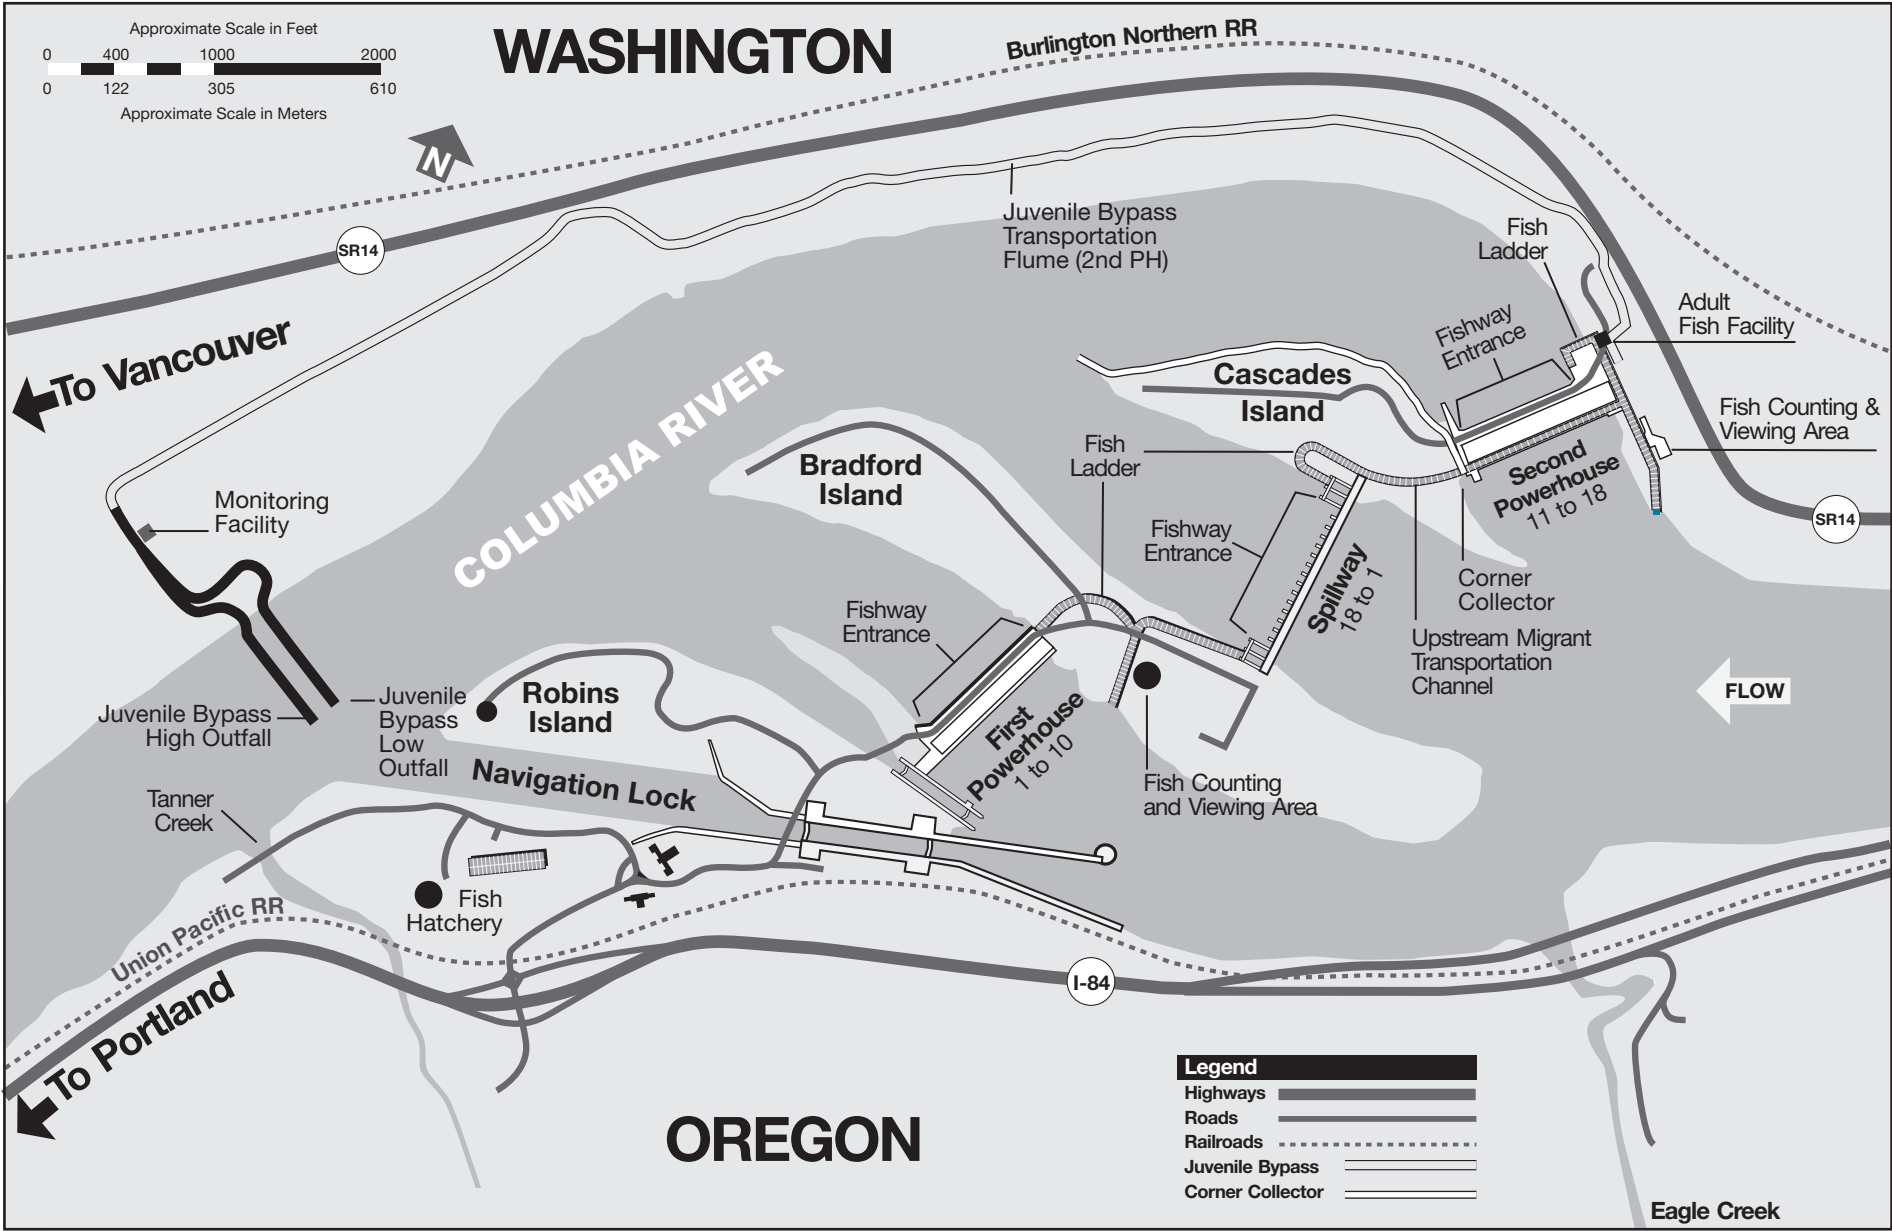 Approximate Scale in Feet
0 400 1000 2000
0 122 305 610
Approximate Scale in Meters
WASHINGTON
Burlington Northern RR
N
SR14
To Vancouver
Juvenile Bypass
Transportation
Flume (2nd PH)
Fish
Ladder
Adult
Fish Facility
Fishway
Entrance
Cascades
Island
Fish Counting &
Viewing Area
COLUMBIA RIVER
Bradford
Island
Fish
Ladder
Second
Powerhouse
11 to 18
SR14
Monitoring
Facility
Fishway
Entrance
Spillway
18 to 1
Corner
Collector
Upstream Migrant
Transportation
Channel
Fishway
Entrance
FLOW
Robins
Island
Juvenile Bypass
High Outfall
Juvenile
Bypass
Low
Outfall
First
Powerhouse
1 to 10
Navigation Lock
Fish Counting
and Viewing Area
Tanner
Creek
Fish
Hatchery
Union Pacific RR
To Portland
I-84
OREGON
Legend
Highways
Roads
Railroads
Juvenile Bypass
Corner Collector
Eagle Creek